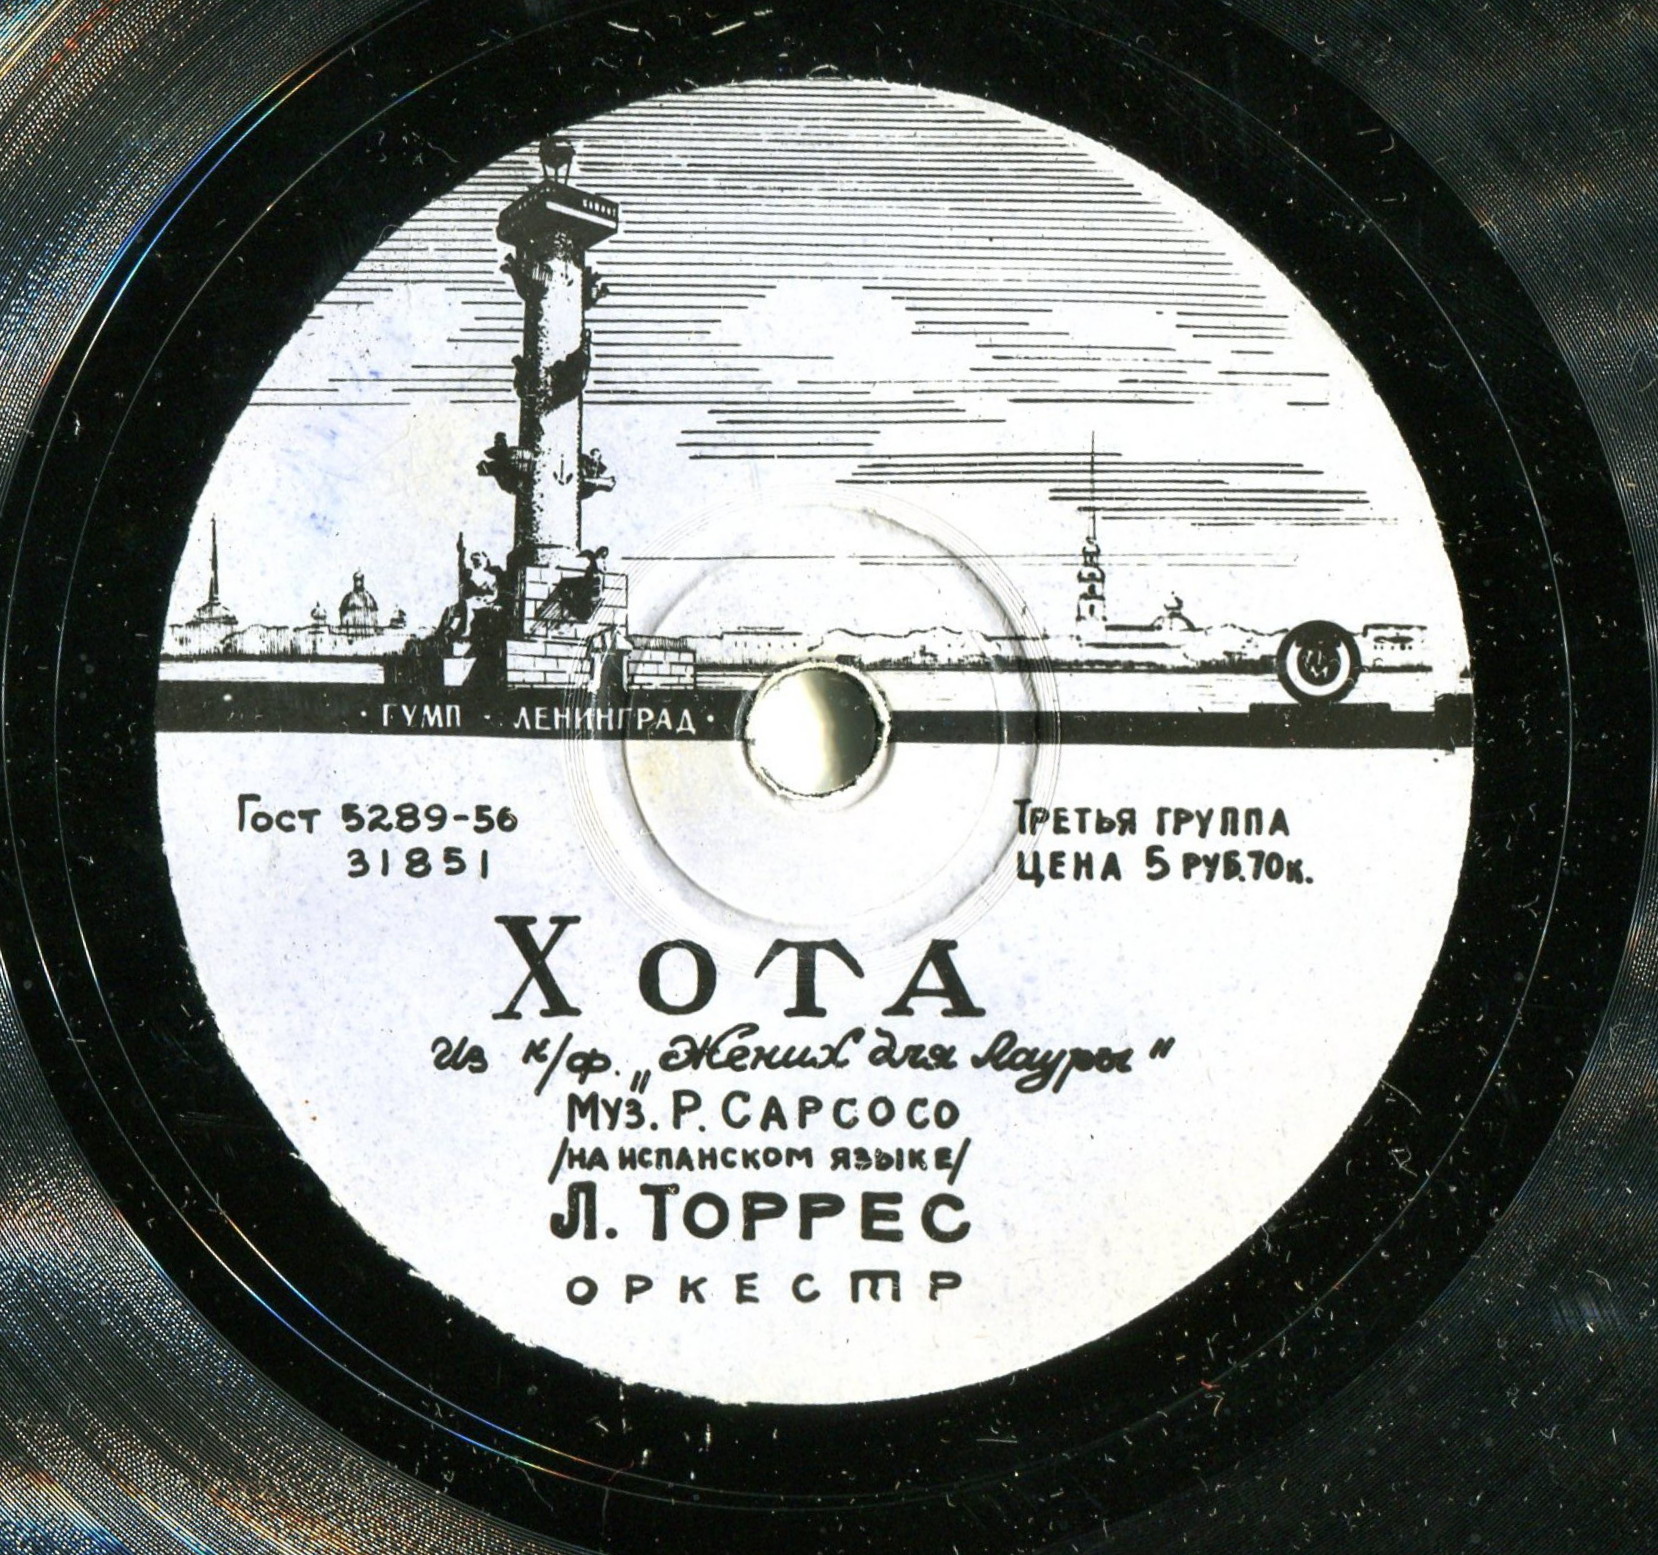 · ГУМП · ЛЕНИНГРАД ·
Гост 5289-56
31851
ТРЕТЬЯ ГРУППА
ЦЕНА 5 РУБ.70к.
ХОТА
Из к/ф. „Жених для Лауры"
Муз. Р. САРСОСО
/НА ИСПАНСКОМ ЯЗЫКЕ/
Л. ТОРРЕС
ОРКЕСТР